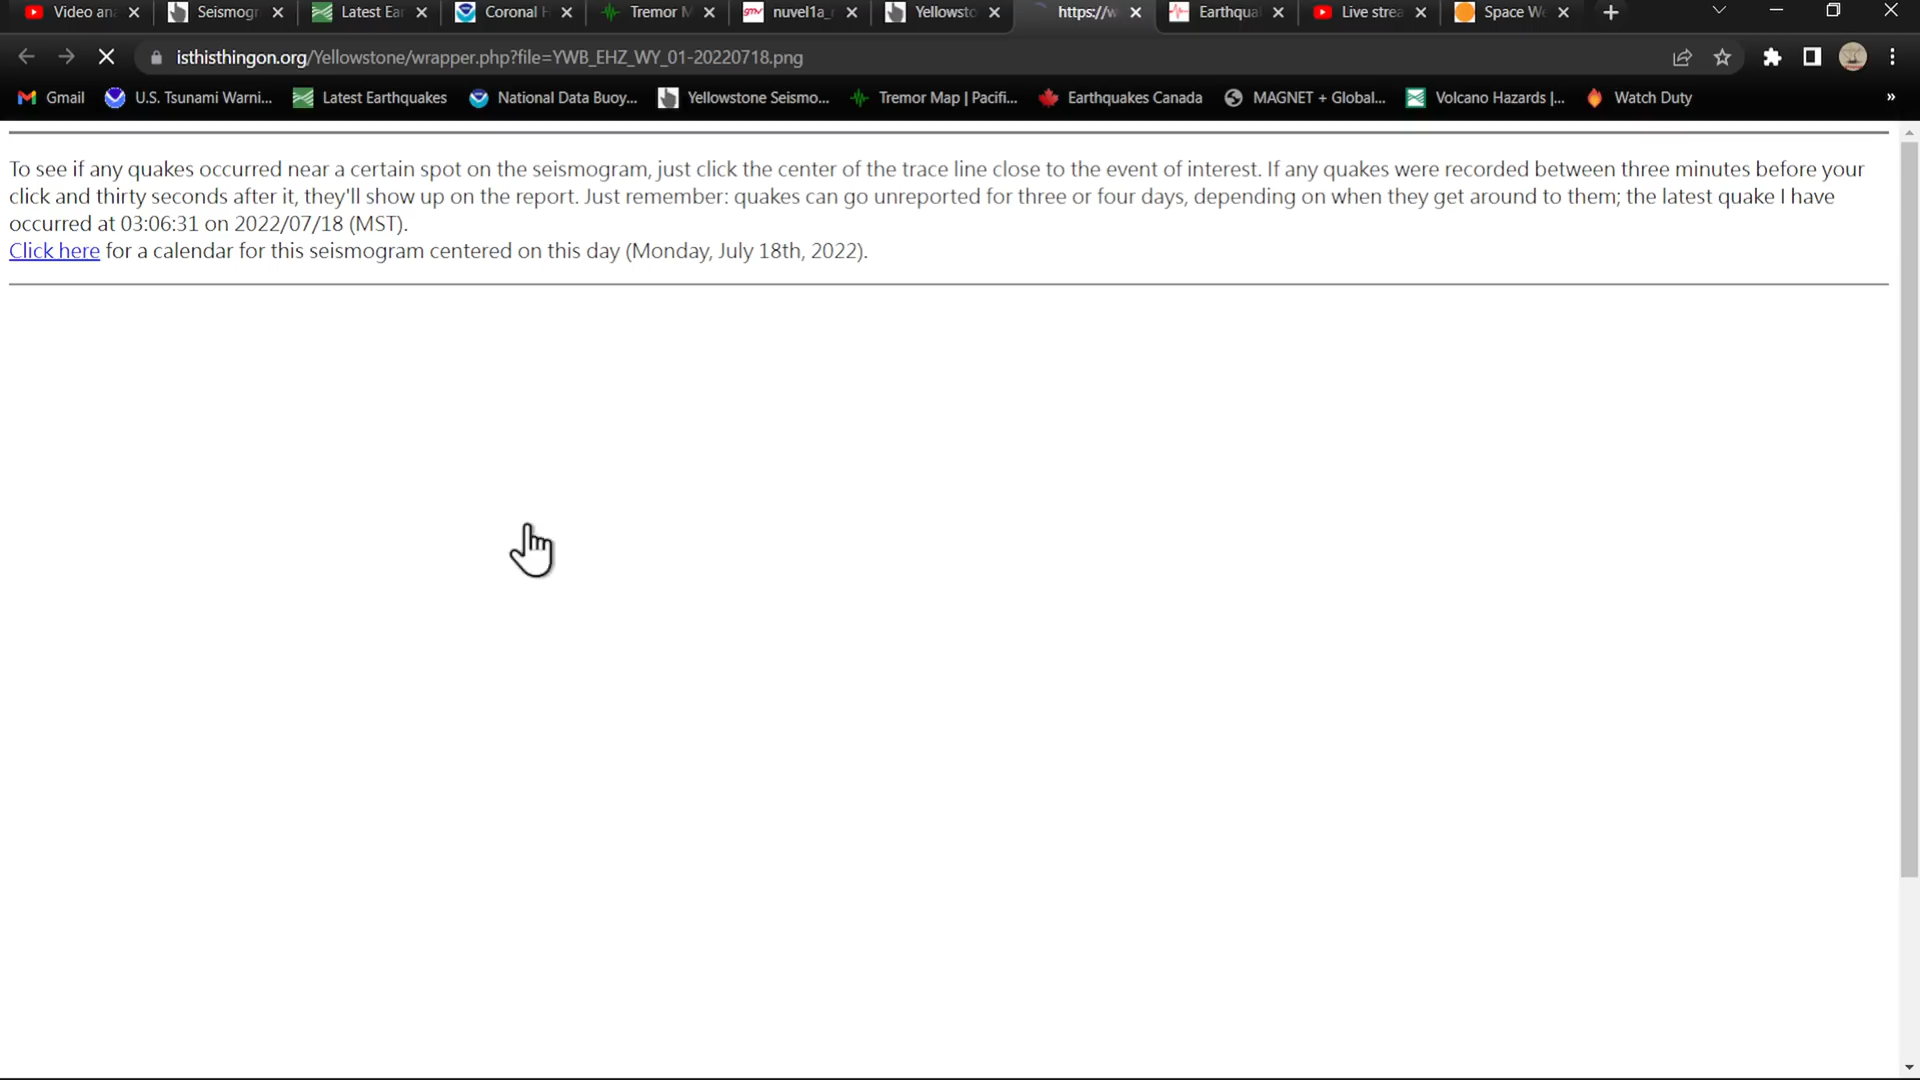 Video an
Seismogr
Latest Ea
Coronal H
Tremor M
nuvel1a_
Yellowsto
https://w
Earthqua
Live strea
Space We
isthisthingon.org/Yellowstone/wrapper.php?file=YWB_EHZ_WY_01-20220718.png
Gmail
U.S. Tsunami Warni...
Latest Earthquakes
National Data Buoy...
Yellowstone Seismo...
Tremor Map | Pacifi...
Earthquakes Canada
MAGNET + Global...
Volcano Hazards |...
Watch Duty
»
To see if any quakes occurred near a certain spot on the seismogram, just click the center of the trace line close to the event of interest. If any quakes were recorded between three minutes before your
click and thirty seconds after it, they'll show up on the report. Just remember: quakes can go unreported for three or four days, depending on when they get around to them; the latest quake I have
occurred at 03:06:31 on 2022/07/18 (MST).
Click here for a calendar for this seismogram centered on this day (Monday, July 18th, 2022).